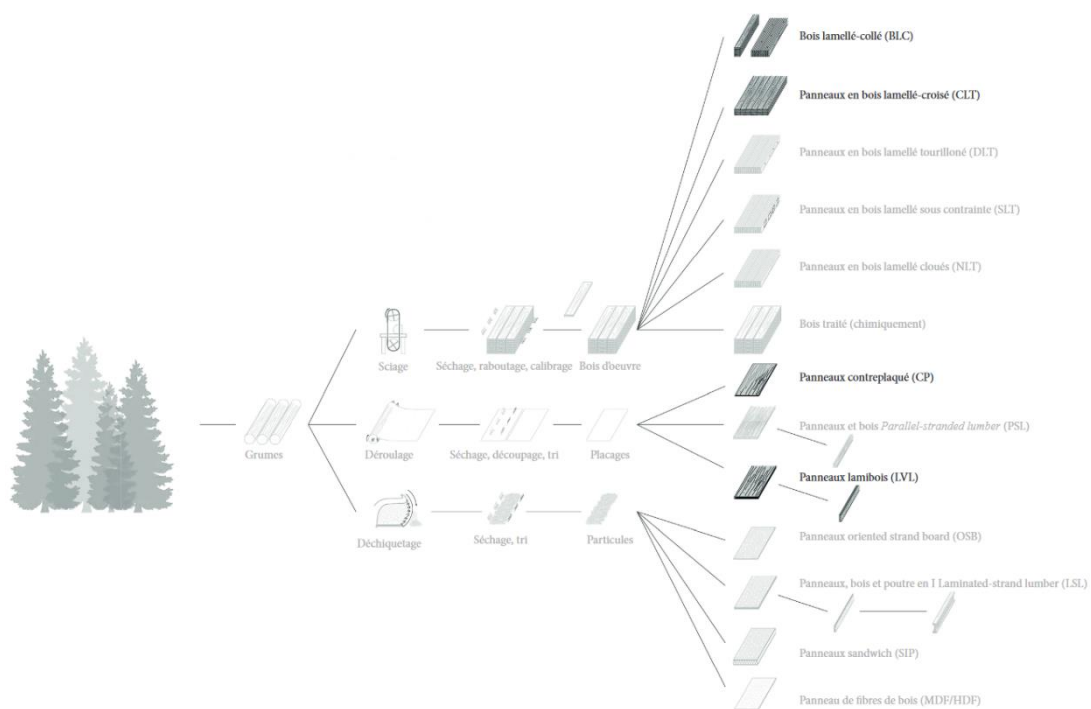 Bois lamellé-collé (BLC)
Panneaux en bois lamellé-croisé (CLT)
Panneaux en bois lamellé tourilloné (DLT)
Panneaux en bois lamellé sous contrainte (SLT)
Panneaux en bois lamellé cloués (NLT)
Bois traité (chimiquement)
Sciage
Séchage, raboutage, calibrage
Bois d'oeuvre
Panneaux contreplaqué (CP)
Panneaux et bois Parallel-stranded lumber (PSL)
Grumes
Déroulage
Séchage, découpage, tri
Placages
Panneaux lamibois (LVL)
Déchiquetage
Séchage, tri
Particules
Panneaux oriented strand board (OSB)
Panneaux, bois et poutre en I Laminated-strand lumber (LSL)
Panneaux sandwich (SIP)
Panneau de fibres de bois (MDF/HDF)